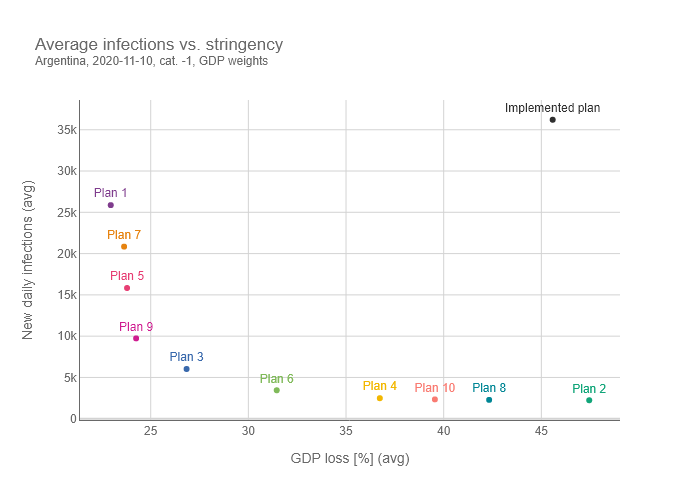 Average infections vs. stringency
Argentina, 2020-11-10, cat. -1, GDP weights
Implemented plan
35k
30k
Plan 1
25k
Plan 7
20k
Plan 5
15k
Plan 9
10k
Plan 3
Plan 6
5k
Plan 4
Plan 10
Plan 8
Plan 2
0
25
30
35
40
45
New daily infections (avg)
GDP loss [%] (avg)